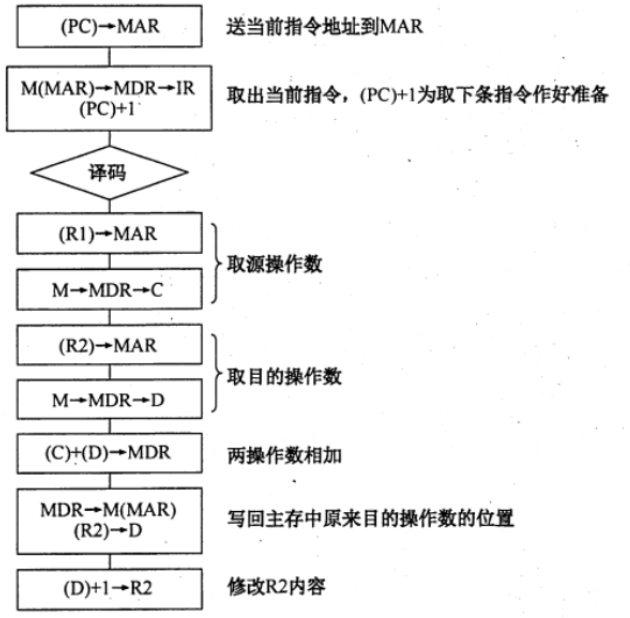 (PC)→MAR 送当前指令地址到MAR
M(MAR)→MDR→IR
(PC)+1 取出当前指令，(PC)+1为取下条指令作好准备
译码
(R1)→MAR
取源操作数
M→MDR→C
(R2)→MAR
取目的操作数
M→MDR→D
(C)+(D)→MDR 两操作数相加
MDR→M(MAR)
(R2)→D 写回主存中原来目的操作数的位置
(D)+1→R2 修改R2内容